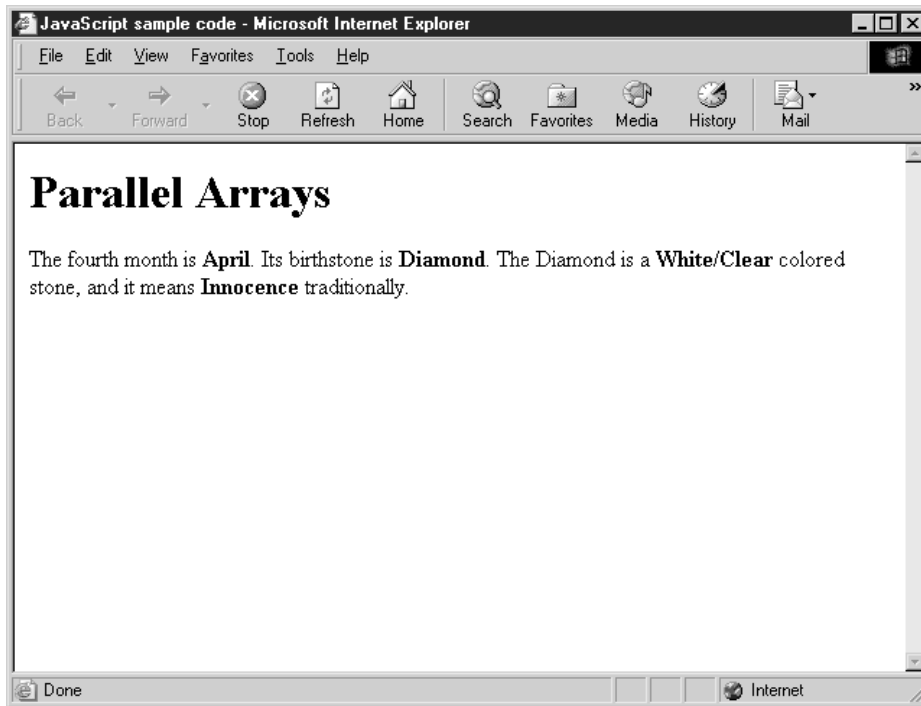 JavaScript sample code - Microsoft Internet Explorer
File Edit View Favorites Tools Help
Back Forward Stop Refresh Home Search Favorites Media History Mail »
Parallel Arrays
The fourth month is April. Its birthstone is Diamond. The Diamond is a White/Clear colored
stone, and it means Innocence traditionally.
Done Internet